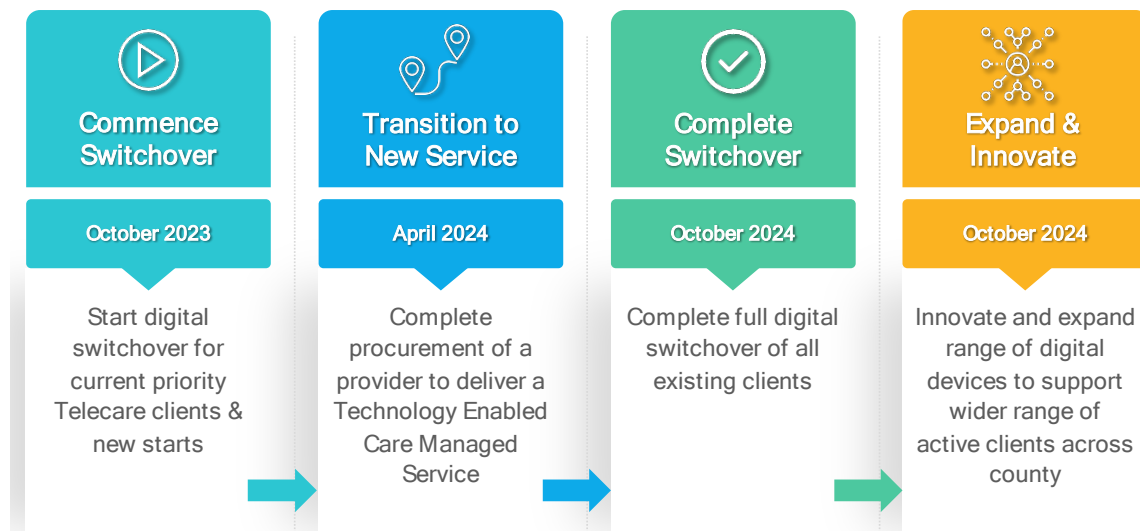 Commence
Switchover
October 2023
Start digital
switchover for
current priority
Telecare clients &
new starts
Transition to
New Service
April 2024
Complete
procurement of a
provider to deliver a
Technology Enabled
Care Managed
Service
Complete
Switchover
October 2024
Complete full digital
switchover of all
existing clients
Expand &
Innovate
October 2024
Innovate and expand
range of digital
devices to support
wider range of
active clients across
county